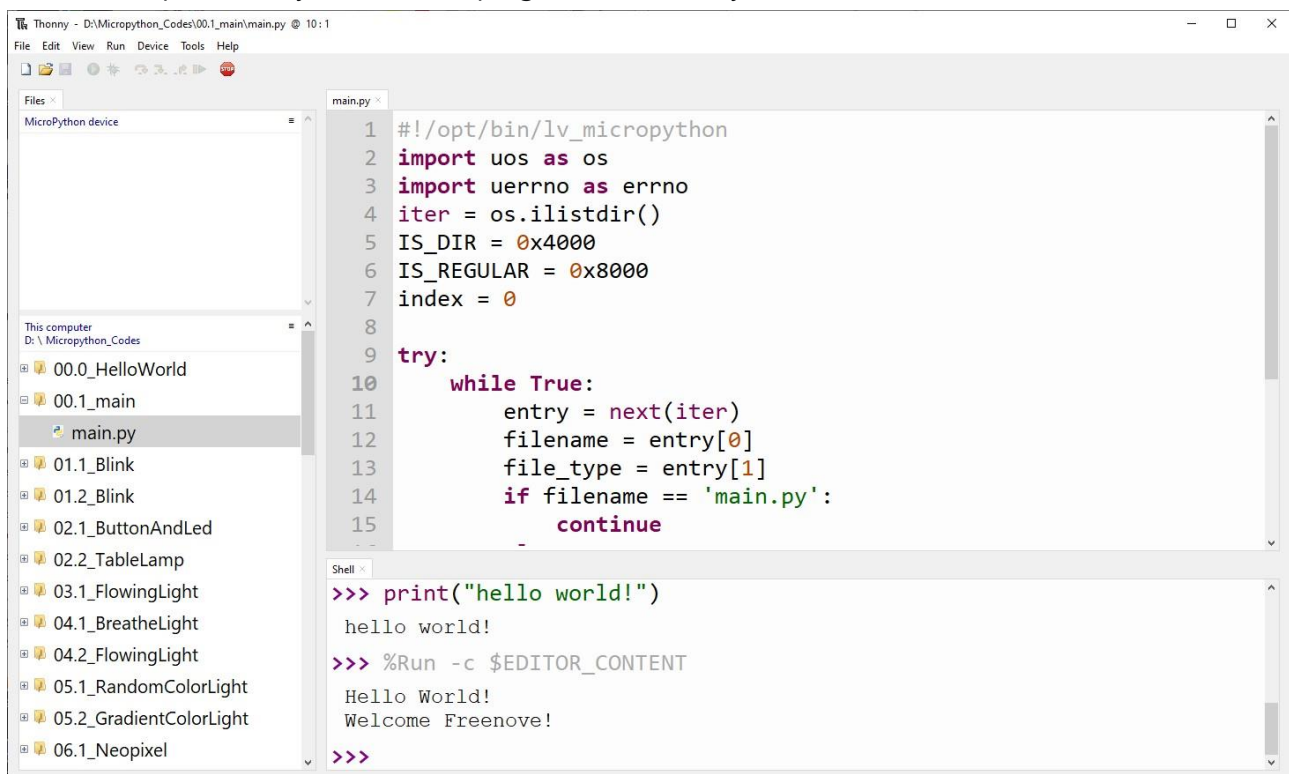 Thonny - D:\Micropython_Codes\00.1_main\main.py @ 10:1
File Edit View Run Device Tools Help
STOP
Files ×
MicroPython device
This computer
D: \ Micropython_Codes
00.0_HelloWorld
00.1_main
main.py
01.1_Blink
01.2_Blink
02.1_ButtonAndLed
02.2_TableLamp
03.1_FlowingLight
04.1_BreatheLight
04.2_FlowingLight
05.1_RandomColorLight
05.2_GradientColorLight
06.1_Neopixel
main.py ×
1 #!/opt/bin/lv_micropython
2 import uos as os
3 import uerrno as errno
4 iter = os.ilistdir()
5 IS_DIR = 0x4000
6 IS_REGULAR = 0x8000
7 index = 0
8
9 try:
10 while True:
11 entry = next(iter)
12 filename = entry[0]
13 file_type = entry[1]
14 if filename == 'main.py':
15 continue
Shell ×
>>> print("hello world!")
hello world!
>>> %Run -c $EDITOR_CONTENT
Hello World!
Welcome Freenove!
>>>